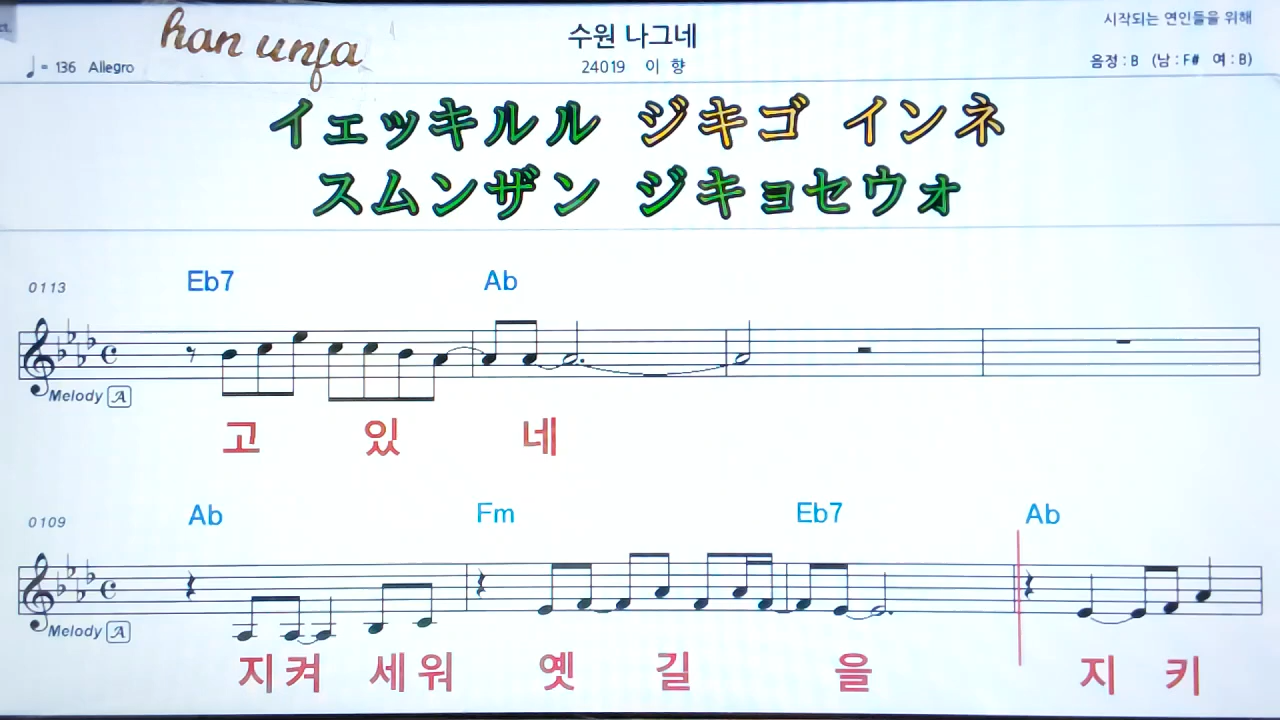 han unja
수원 나그네
시작되는 연인들을 위해
♩= 136 Allegro
24019 이 향
음정 : B (남 : F# 여 : B)
イェッキルル ジキゴ インネ
スムンザン ジキョセウォ
0113 Eb7 Ab
Melody A
고 있 네
0109 Ab Fm Eb7 Ab
Melody A
지켜 세워 옛 길 을 지 키